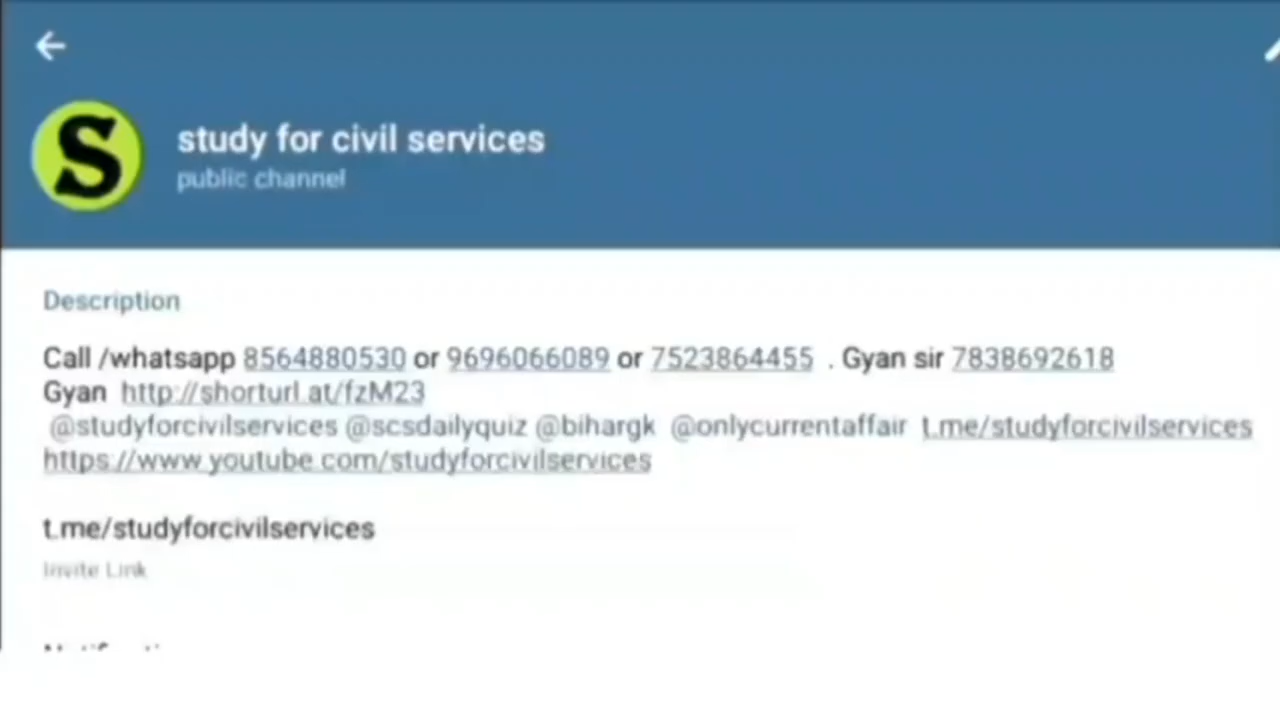 S
study for civil services
public channel
Description
Call /whatsapp 8564880530 or 9696066089 or 7523864455 . Gyan sir 7838692618
Gyan http://shorturl.at/fzM23
@studyforcivilservices @scsdailyquiz @bihargk @onlycurrentaffair t.me/studyforcivilservices
https://www.youtube.com/studyforcivilservices
t.me/studyforcivilservices
Invite Link